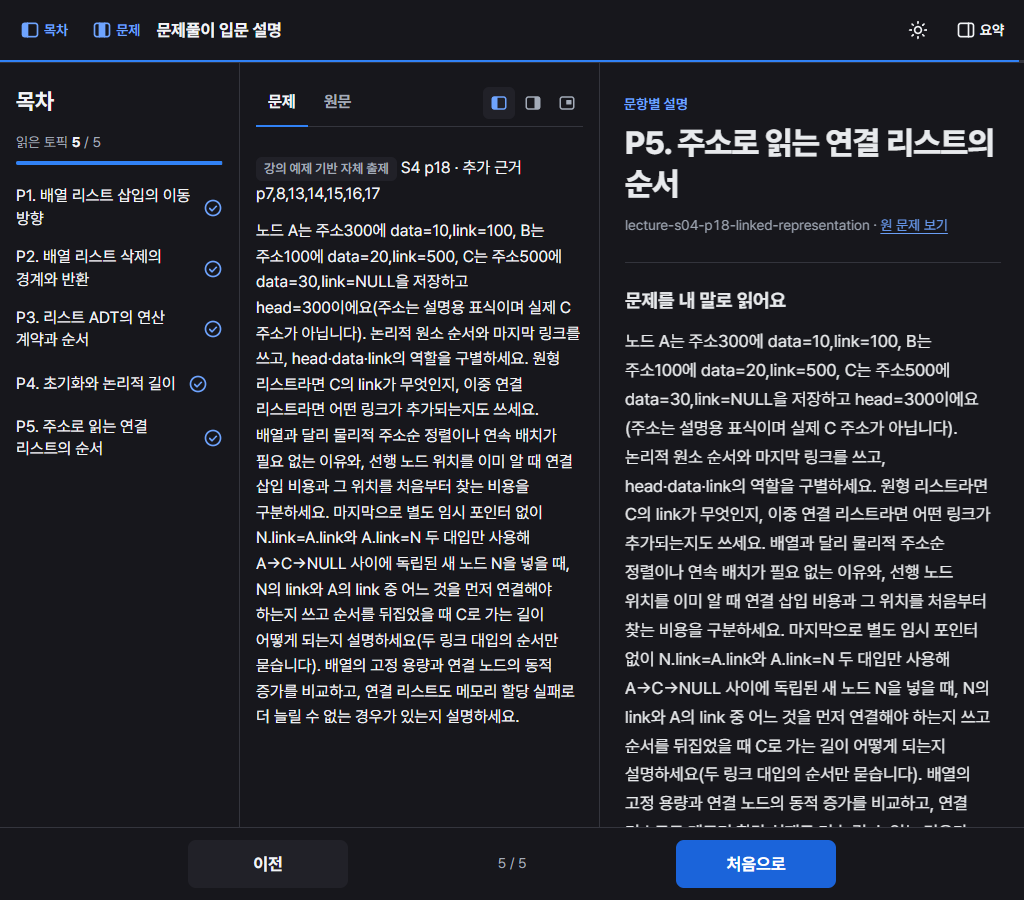 목차
문제
문제풀이 입문 설명
요약
목차
읽은 토픽 5 / 5
P1. 배열 리스트 삽입의 이동
방향
P2. 배열 리스트 삭제의
경계와 반환
P3. 리스트 ADT의 연산
계약과 순서
P4. 초기화와 논리적 길이
P5. 주소로 읽는 연결
리스트의 순서
문제
원문
강의 예제 기반 자체 출제 S4 p18 · 추가 근거
p7,8,13,14,15,16,17
노드 A는 주소300에 data=10,link=100, B는
주소100에 data=20,link=500, C는 주소500에
data=30,link=NULL을 저장하고
head=300이에요(주소는 설명용 표식이며 실제 C
주소가 아닙니다). 논리적 원소 순서와 마지막 링크를
쓰고, head·data·link의 역할을 구별하세요. 원형
리스트라면 C의 link가 무엇인지, 이중 연결
리스트라면 어떤 링크가 추가되는지도 쓰세요.
배열과 달리 물리적 주소순 정렬이나 연속 배치가
필요 없는 이유와, 선행 노드 위치를 이미 알 때 연결
삽입 비용과 그 위치를 처음부터 찾는 비용을
구분하세요. 마지막으로 별도 임시 포인터 없이
N.link=A.link와 A.link=N 두 대입만 사용해
A→C→NULL 사이에 독립된 새 노드 N을 넣을 때,
N의 link와 A의 link 중 어느 것을 먼저 연결해야
하는지 쓰고 순서를 뒤집었을 때 C로 가는 길이
어떻게 되는지 설명하세요(두 링크 대입의 순서만
묻습니다). 배열의 고정 용량과 연결 노드의 동적
증가를 비교하고, 연결 리스트도 메모리 할당 실패로
더 늘릴 수 없는 경우가 있는지 설명하세요.
문항별 설명
P5. 주소로 읽는 연결 리스트의
순서
lecture-s04-p18-linked-representation · 원 문제 보기
문제를 내 말로 읽어요
노드 A는 주소300에 data=10,link=100, B는
주소100에 data=20,link=500, C는 주소500에
data=30,link=NULL을 저장하고 head=300이에요
(주소는 설명용 표식이며 실제 C 주소가 아닙니다).
논리적 원소 순서와 마지막 링크를 쓰고,
head·data·link의 역할을 구별하세요. 원형 리스트라면
C의 link가 무엇인지, 이중 연결 리스트라면 어떤 링크가
추가되는지도 쓰세요. 배열과 달리 물리적 주소순
정렬이나 연속 배치가 필요 없는 이유와, 선행 노드
위치를 이미 알 때 연결 삽입 비용과 그 위치를 처음부터
찾는 비용을 구분하세요. 마지막으로 별도 임시 포인터
없이 N.link=A.link와 A.link=N 두 대입만 사용해
A→C→NULL 사이에 독립된 새 노드 N을 넣을 때, N의
link와 A의 link 중 어느 것을 먼저 연결해야 하는지 쓰고
순서를 뒤집었을 때 C로 가는 길이 어떻게 되는지
설명하세요(두 링크 대입의 순서만 묻습니다). 배열의
고정 용량과 연결 노드의 동적 증가를 비교하고, 연결
이전
5 / 5
처음으로